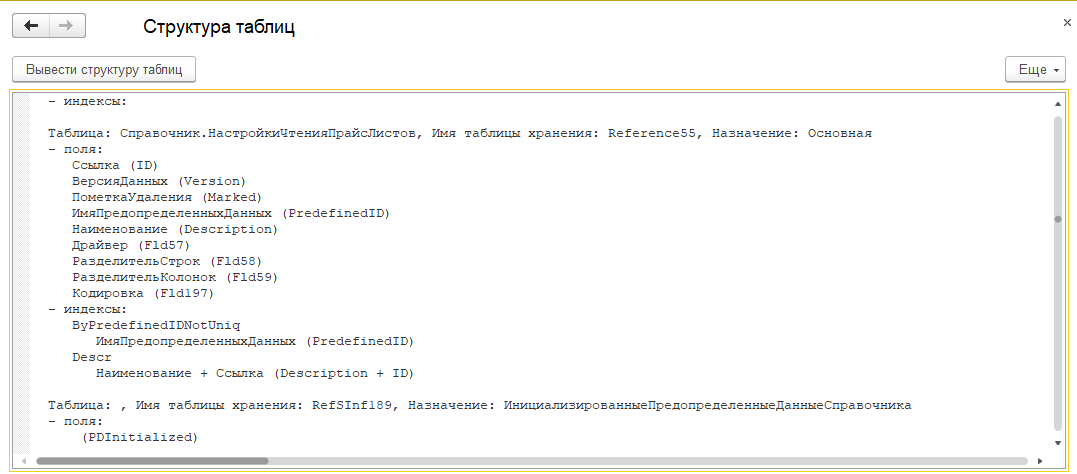 Структура таблиц
Вывести структуру таблиц
Еще
- индексы:
Таблица: Справочник.НастройкиЧтенияПрайсЛистов, Имя таблицы хранения: Reference55, Назначение: Основная
- поля:
Ссылка (ID)
ВерсияДанных (Version)
ПометкаУдаления (Marked)
ИмяПредопределенныхДанных (PredefinedID)
Наименование (Description)
Драйвер (Fld57)
РазделительСтрок (Fld58)
РазделительКолонок (Fld59)
Кодировка (Fld197)
- индексы:
ByPredefinedIDNotUniq
ИмяПредопределенныхДанных (PredefinedID)
Descr
Наименование + Ссылка (Description + ID)
Таблица: , Имя таблицы хранения: RefSInf189, Назначение: ИнициализированныеПредопределенныеДанныеСправочника
- поля:
(PDInitialized)